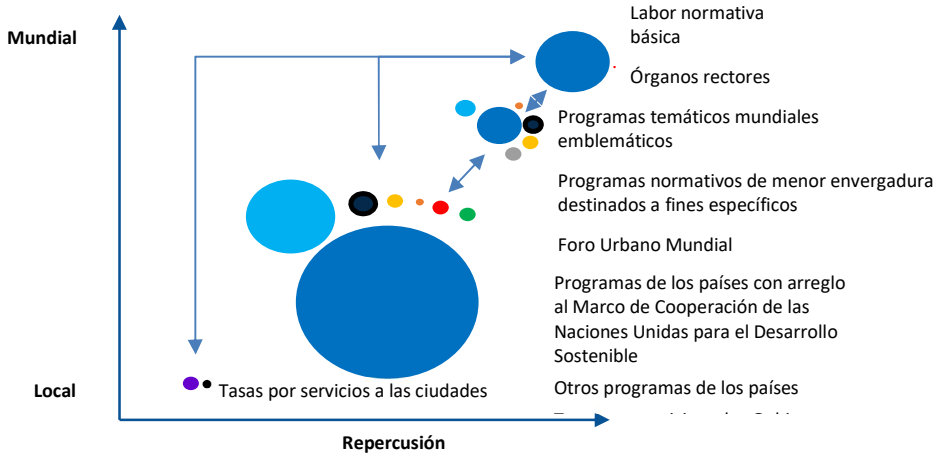 Labor normativa
básica
Mundial
Órganos rectores
Programas temáticos mundiales
emblemáticos
Programas normativos de menor envergadura
destinados a fines específicos
Foro Urbano Mundial
Programas de los países con arreglo
al Marco de Cooperación de las
Naciones Unidas para el Desarrollo
Sostenible
Local
Tasas por servicios a las ciudades
Otros programas de los países
Repercusión